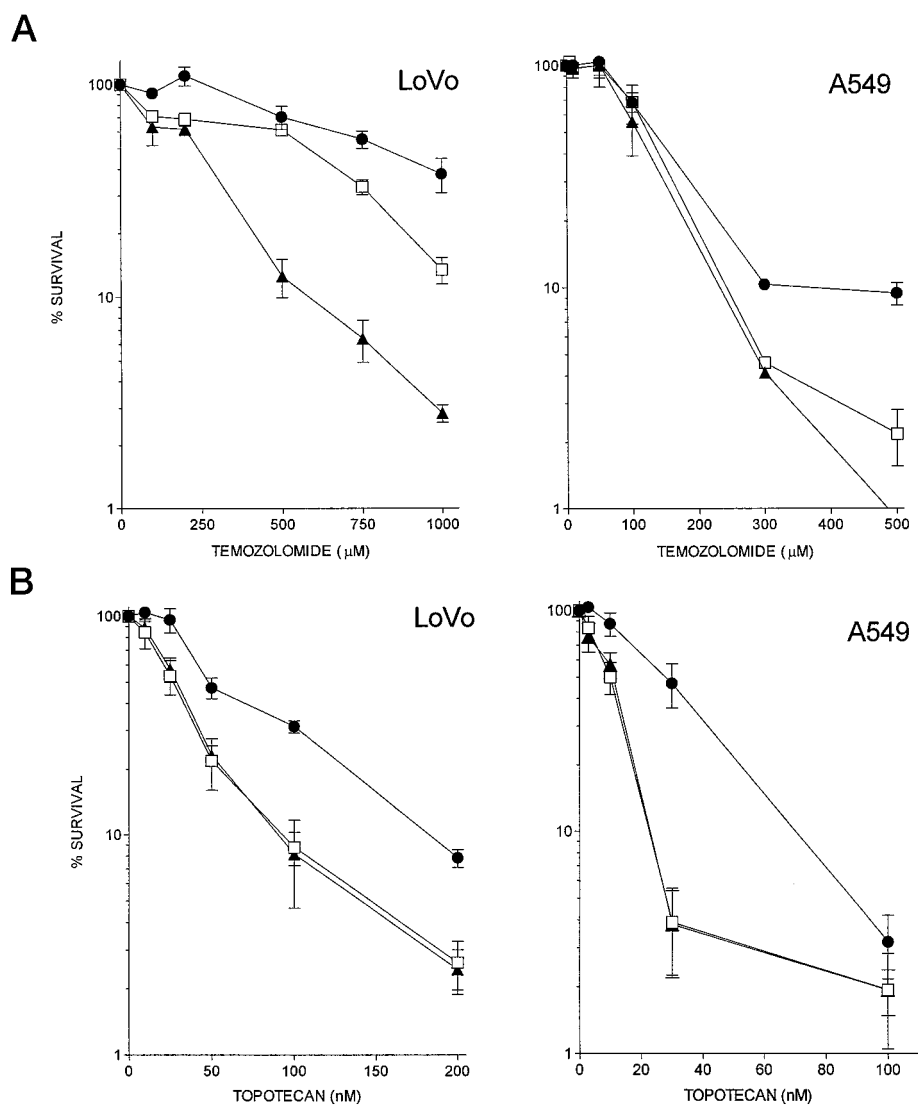 A
LoVo
A549
100
10
1
% SURVIVAL
0 250 500 750 1000
TEMOZOLOMIDE (µM)
100
10
1
0 100 200 300 400 500
TEMOZOLOMIDE (µM)
B
LoVo
A549
100
10
1
% SURVIVAL
0 50 100 150 200
TOPOTECAN (nM)
100
10
1
0 20 40 60 80 100
TOPOTECAN (nM)